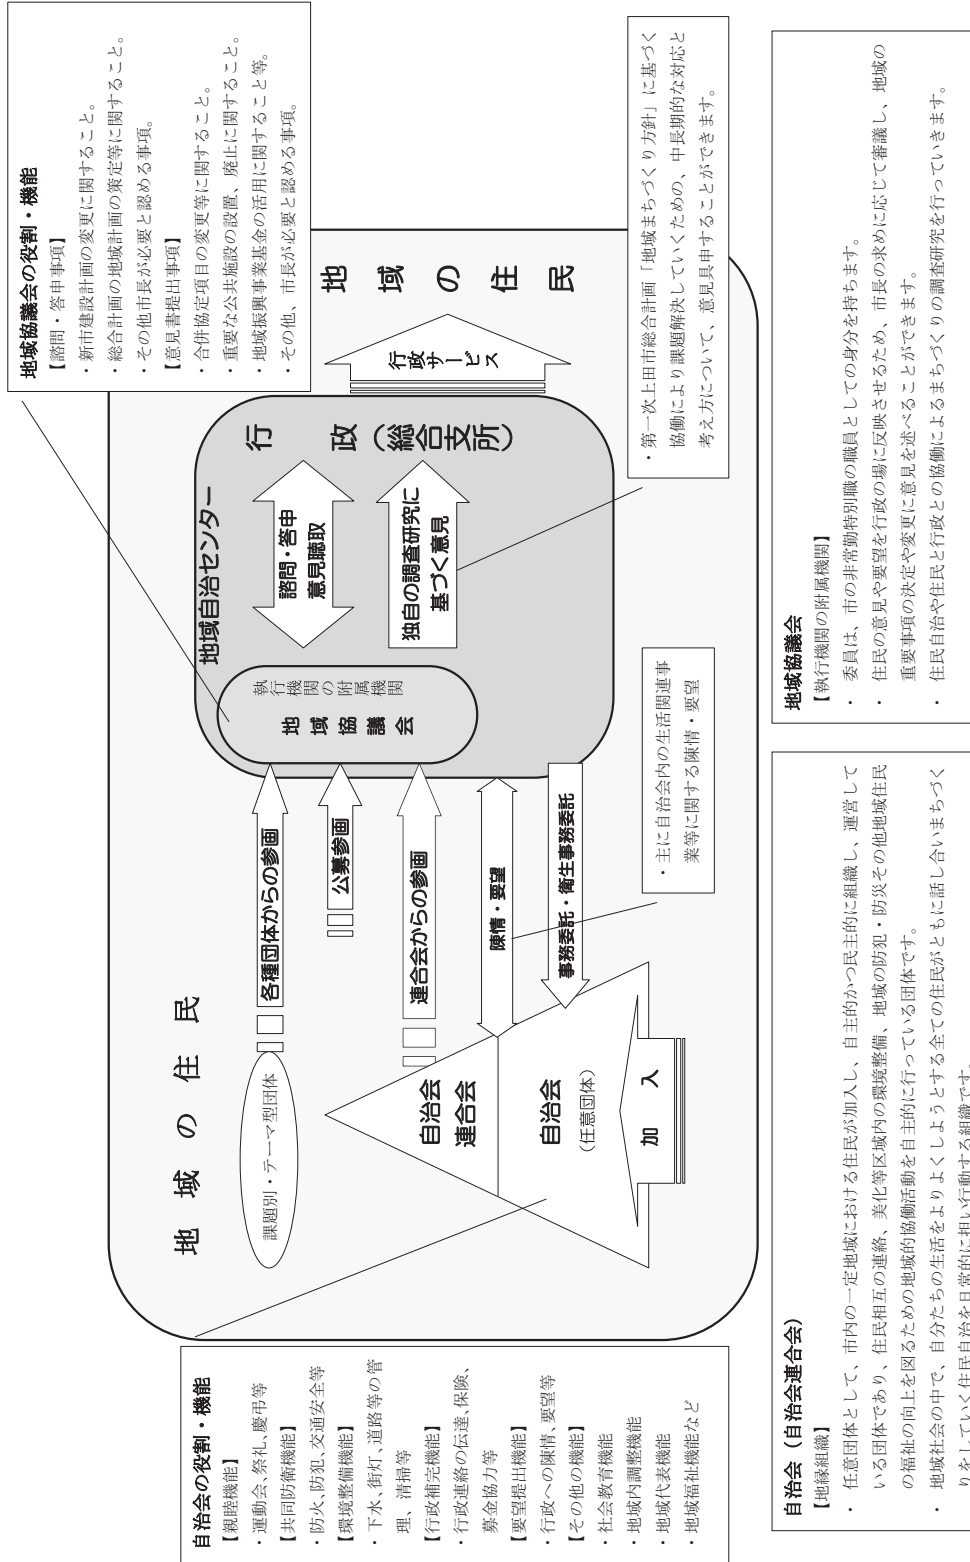 地域協議会の役割・機能
【諮問・答申事項】
・新市建設計画の変更に関すること。
・総合計画の地域計画の策定等に関すること。
・その他市長が必要と認める事項。
【意見書提出事項】
・合併協定項目の変更等に関すること。
・重要な公共施設の設置、廃止に関すること。
・地域振興事業基金の活用に関すること等。
・その他、市長が必要と認める事項。
地域の住民
行政サービス
行政（総合支所）
地域自治センター
諮問・答申
意見聴取
独自の調査研究に
基づく意見
執行機関の附属機関
地域協議会
・第一次上田市総合計画「地域まちづくり方針」に基づく
協働により課題解決していくための、中長期的な対応と
考え方について、意見具申することができます。
地域の住民
各種団体からの参画
公募参画
連合会からの参画
陳情・要望
事務委託・衛生事務委託
課題別・テーマ型団体
自治会
連合会
自治会
（任意団体）
加入
・主に自治会内の生活関連事
業等に関する陳情・要望
自治会の役割・機能
【親睦機能】
・運動会、祭礼、慶弔等
【共同防衛機能】
・防火、防犯、交通安全等
【環境整備機能】
・下水、街灯、道路等の管
理、清掃等
【行政補完機能】
・行政連絡の伝達、保険、
募金協力等
【要望提出機能】
・行政への陳情、要望等
【その他の機能】
・社会教育機能
・地域内調整機能
・地域代表機能
・地域福祉機能など
自治会（自治会連合会）
【地縁組織】
・任意団体として、市内の一定地域における住民が加入し、自主的かつ民主的に組織し、運営して
いる団体であり、住民相互の連絡、美化等区域内の環境整備、地域の防犯・防災その他地域住民
の福祉の向上を図るための地域的協働活動を自主的に行っている団体です。
・地域社会の中で、自分たちの生活をよりよくしようとする全ての住民がともに話し合いまちづく
りをしていく住民自治を日常的に担い行動する組織です。
地域協議会
【執行機関の附属機関】
・委員は、市の非常勤特別職の職員としての身分を持ちます。
・住民の意見や要望を行政の場に反映させるため、市長の求めに応じて審議し、地域の
重要事項の決定や変更に意見を述べることができます。
・住民自治や住民と行政との協働によるまちづくりの調査研究を行っていきます。